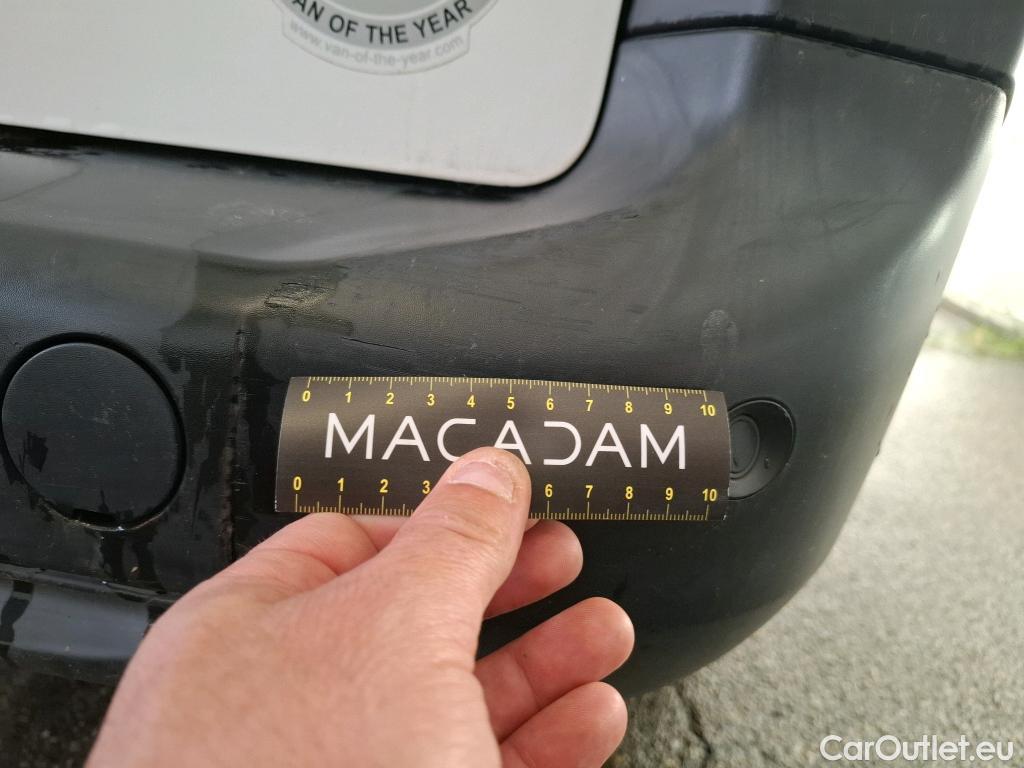 VAN OF THE YEAR
www.van-of-the-year.com
0 1 2 3 4 5 6 7 8 9 10
MACADAM
0 1 2 3 6 7 8 9 10
CarOutlet.eu